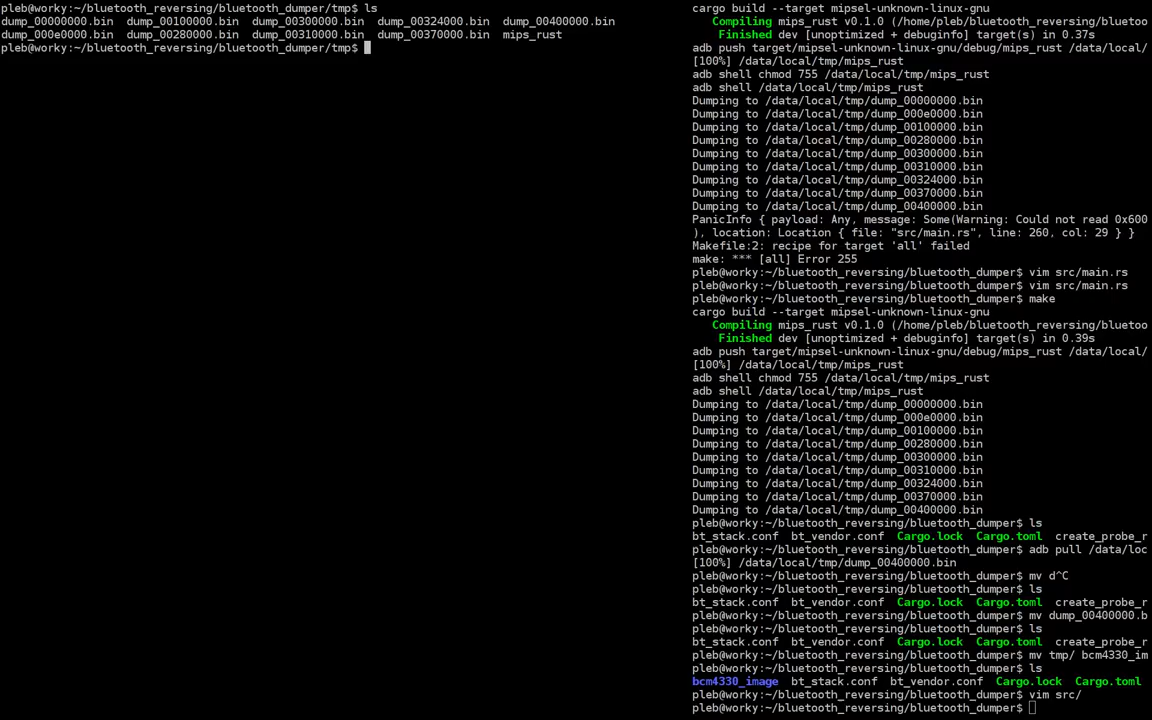 pleb@worky:~/bluetooth_reversing/bluetooth_dumper/tmp$ ls
dump_00000000.bin  dump_00100000.bin  dump_00300000.bin  dump_00324000.bin  dump_00400000.bin
dump_000e0000.bin  dump_00280000.bin  dump_00310000.bin  dump_00370000.bin  mips_rust
pleb@worky:~/bluetooth_reversing/bluetooth_dumper/tmp$
cargo build --target mipsel-unknown-linux-gnu
Compiling mips_rust v0.1.0 (/home/pleb/bluetooth_reversing/bluetoo
Finished dev [unoptimized + debuginfo] target(s) in 0.37s
adb push target/mipsel-unknown-linux-gnu/debug/mips_rust /data/local/
[100%] /data/local/tmp/mips_rust
adb shell chmod 755 /data/local/tmp/mips_rust
adb shell /data/local/tmp/mips_rust
Dumping to /data/local/tmp/dump_00000000.bin
Dumping to /data/local/tmp/dump_000e0000.bin
Dumping to /data/local/tmp/dump_00100000.bin
Dumping to /data/local/tmp/dump_00280000.bin
Dumping to /data/local/tmp/dump_00300000.bin
Dumping to /data/local/tmp/dump_00310000.bin
Dumping to /data/local/tmp/dump_00324000.bin
Dumping to /data/local/tmp/dump_00370000.bin
Dumping to /data/local/tmp/dump_00400000.bin
PanicInfo { payload: Any, message: Some(Warning: Could not read 0x600
), location: Location { file: "src/main.rs", line: 260, col: 29 } }
Makefile:2: recipe for target 'all' failed
make: *** [all] Error 255
pleb@worky:~/bluetooth_reversing/bluetooth_dumper$ vim src/main.rs
pleb@worky:~/bluetooth_reversing/bluetooth_dumper$ vim src/main.rs
pleb@worky:~/bluetooth_reversing/bluetooth_dumper$ make
cargo build --target mipsel-unknown-linux-gnu
Compiling mips_rust v0.1.0 (/home/pleb/bluetooth_reversing/bluetoo
Finished dev [unoptimized + debuginfo] target(s) in 0.39s
adb push target/mipsel-unknown-linux-gnu/debug/mips_rust /data/local/
[100%] /data/local/tmp/mips_rust
adb shell chmod 755 /data/local/tmp/mips_rust
adb shell /data/local/tmp/mips_rust
Dumping to /data/local/tmp/dump_00000000.bin
Dumping to /data/local/tmp/dump_000e0000.bin
Dumping to /data/local/tmp/dump_00100000.bin
Dumping to /data/local/tmp/dump_00280000.bin
Dumping to /data/local/tmp/dump_00300000.bin
Dumping to /data/local/tmp/dump_00310000.bin
Dumping to /data/local/tmp/dump_00324000.bin
Dumping to /data/local/tmp/dump_00370000.bin
Dumping to /data/local/tmp/dump_00400000.bin
pleb@worky:~/bluetooth_reversing/bluetooth_dumper$ ls
bt_stack.conf  bt_vendor.conf  Cargo.lock  Cargo.toml  create_probe_r
pleb@worky:~/bluetooth_reversing/bluetooth_dumper$ adb pull /data/loc
[100%] /data/local/tmp/dump_00400000.bin
pleb@worky:~/bluetooth_reversing/bluetooth_dumper$ mv d^C
pleb@worky:~/bluetooth_reversing/bluetooth_dumper$ ls
bt_stack.conf  bt_vendor.conf  Cargo.lock  Cargo.toml  create_probe_r
pleb@worky:~/bluetooth_reversing/bluetooth_dumper$ mv dump_00400000.b
pleb@worky:~/bluetooth_reversing/bluetooth_dumper$ ls
bt_stack.conf  bt_vendor.conf  Cargo.lock  Cargo.toml  create_probe_r
pleb@worky:~/bluetooth_reversing/bluetooth_dumper$ mv tmp/ bcm4330_im
pleb@worky:~/bluetooth_reversing/bluetooth_dumper$ ls
bcm4330_image  bt_stack.conf  bt_vendor.conf  Cargo.lock  Cargo.toml
pleb@worky:~/bluetooth_reversing/bluetooth_dumper$ vim src/
pleb@worky:~/bluetooth_reversing/bluetooth_dumper$